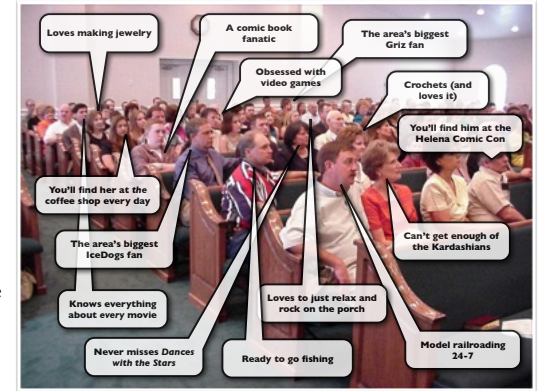 Loves making jewelry
A comic book
fanatic
The area's biggest
Griz fan
Obsessed with
video games
Crochets (and
loves it)
You'll find him at the
Helena Comic Con
You'll find her at the
coffee shop every day
The area's biggest
IceDogs fan
Can't get enough of
the Kardashians
Knows everything
about every movie
Loves to just relax and
rock on the porch
Never misses Dances
with the Stars
Ready to go fishing
Model railroading
24-7